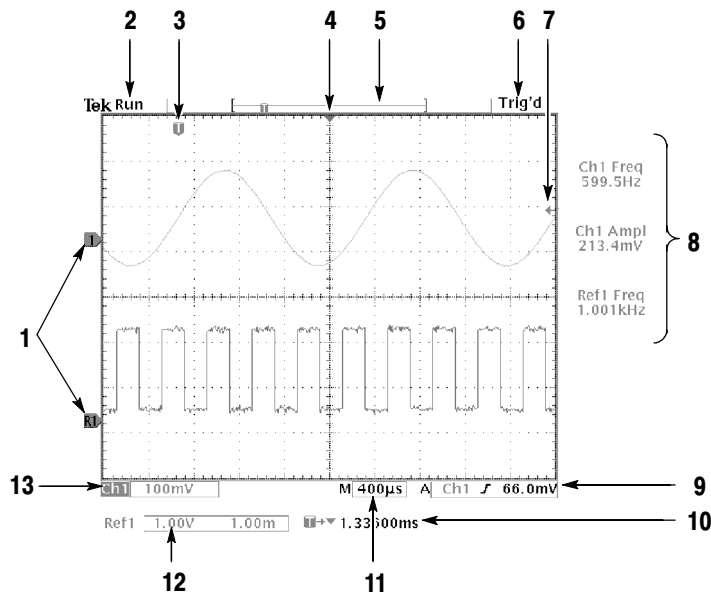 2 3 4 5 6 7
Tek Run Trig'd
T
T
Ch1 Freq
599.5Hz
1
Ch1 Ampl
213.4mV
8
Ref1 Freq
1.001kHz
1
R1
13 Ch1 100mV M 400µs A Ch1 66.0mV 9
Ref1 1.00V 1.00m T 1.33600ms 10
12 11